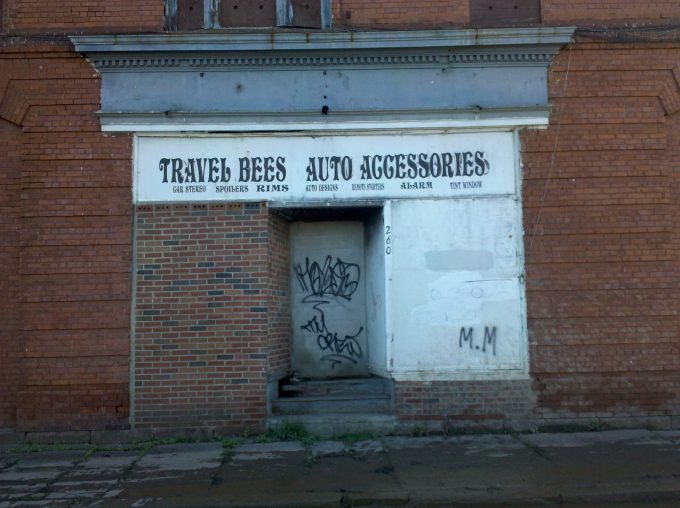 TRAVEL BEES AUTO ACCESSORIES
CAR STEREO SPOILERS RIMS AUTO DESIGNS REMOTE STARTERS ALARM TINT WINDOW
260
M.M